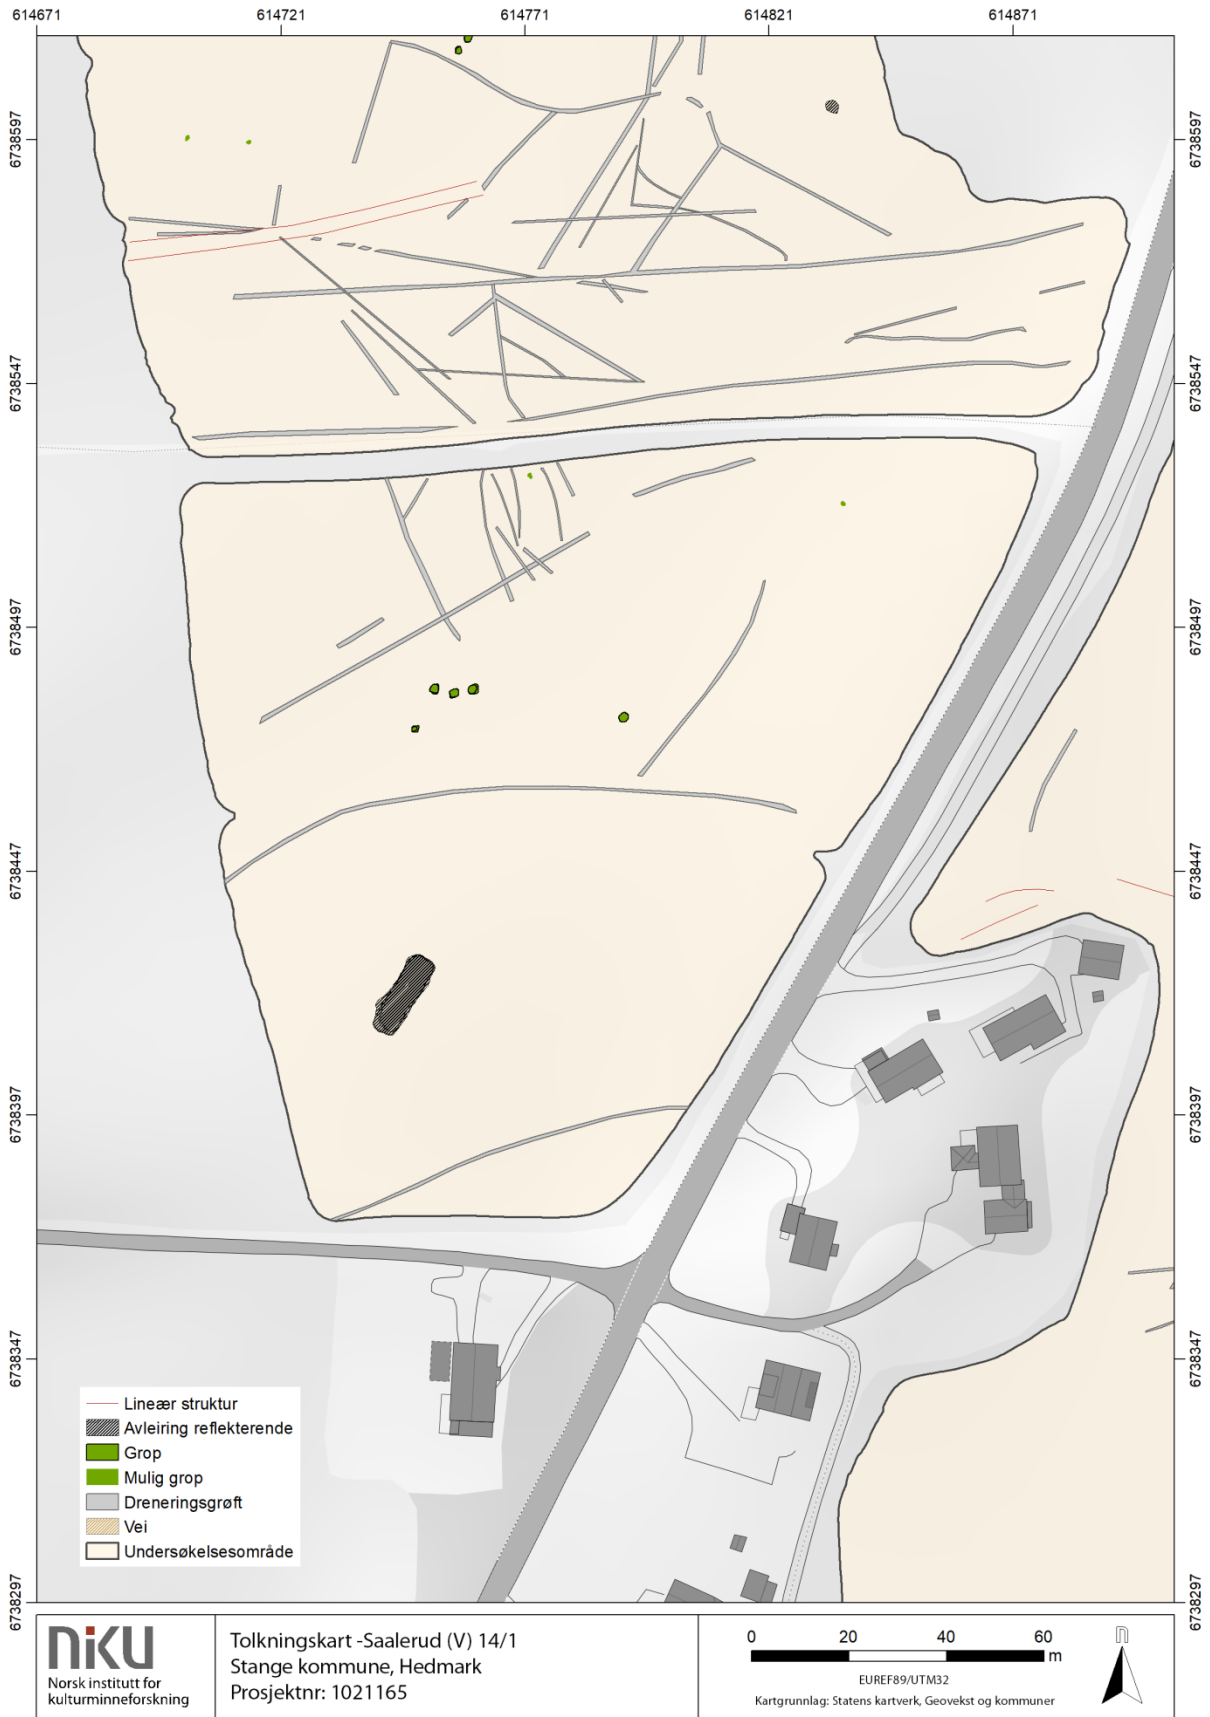 614671
614721
614771
614821
614871
6738597
6738597
6738547
6738547
6738497
6738497
6738447
6738447
6738397
6738397
6738347
6738347
6738297
6738297
Lineær struktur
Avleiring reflekterende
Grop
Mulig grop
Dreneringsgrøft
Vei
Undersøkelsesområde
niku
Norsk institutt for
kulturminneforskning
Tolkningskart -Saalerud (V) 14/1
Stange kommune, Hedmark
Prosjektnr: 1021165
0 20 40 60
m
EUREF89/UTM32
Kartgrunnlag: Statens kartverk, Geovekst og kommuner
n